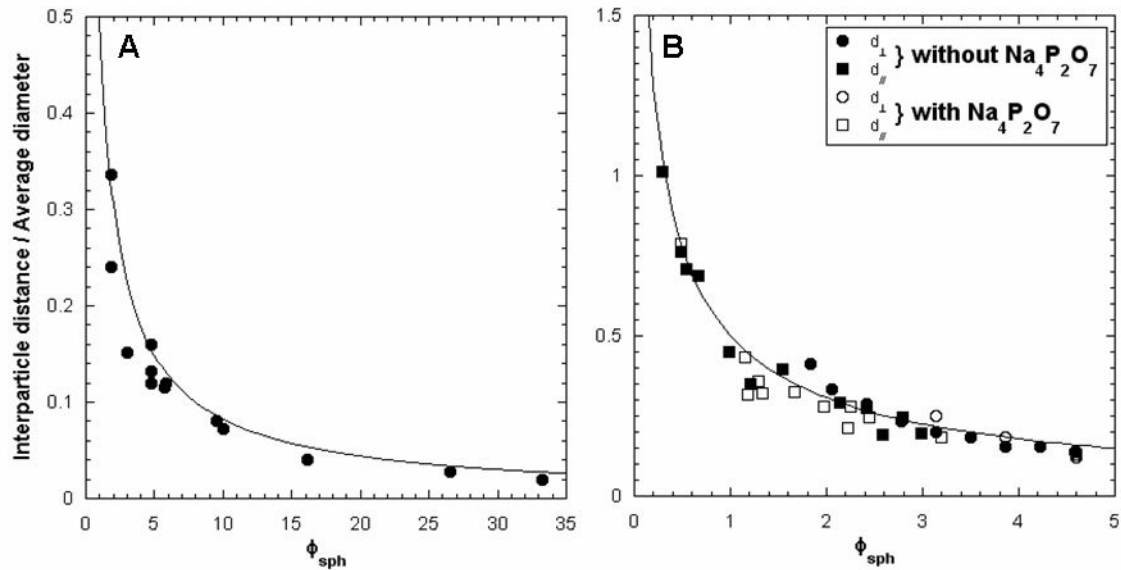 Interparticle distance / Average diameter
A
0.5
0.4
0.3
0.2
0.1
0
0 5 10 15 20 25 30 35
ϕsph
B
1.5
1
0.5
0
0 1 2 3 4 5
ϕsph
d⊥
d// } without Na4P2O7
d⊥
d// } with Na4P2O7